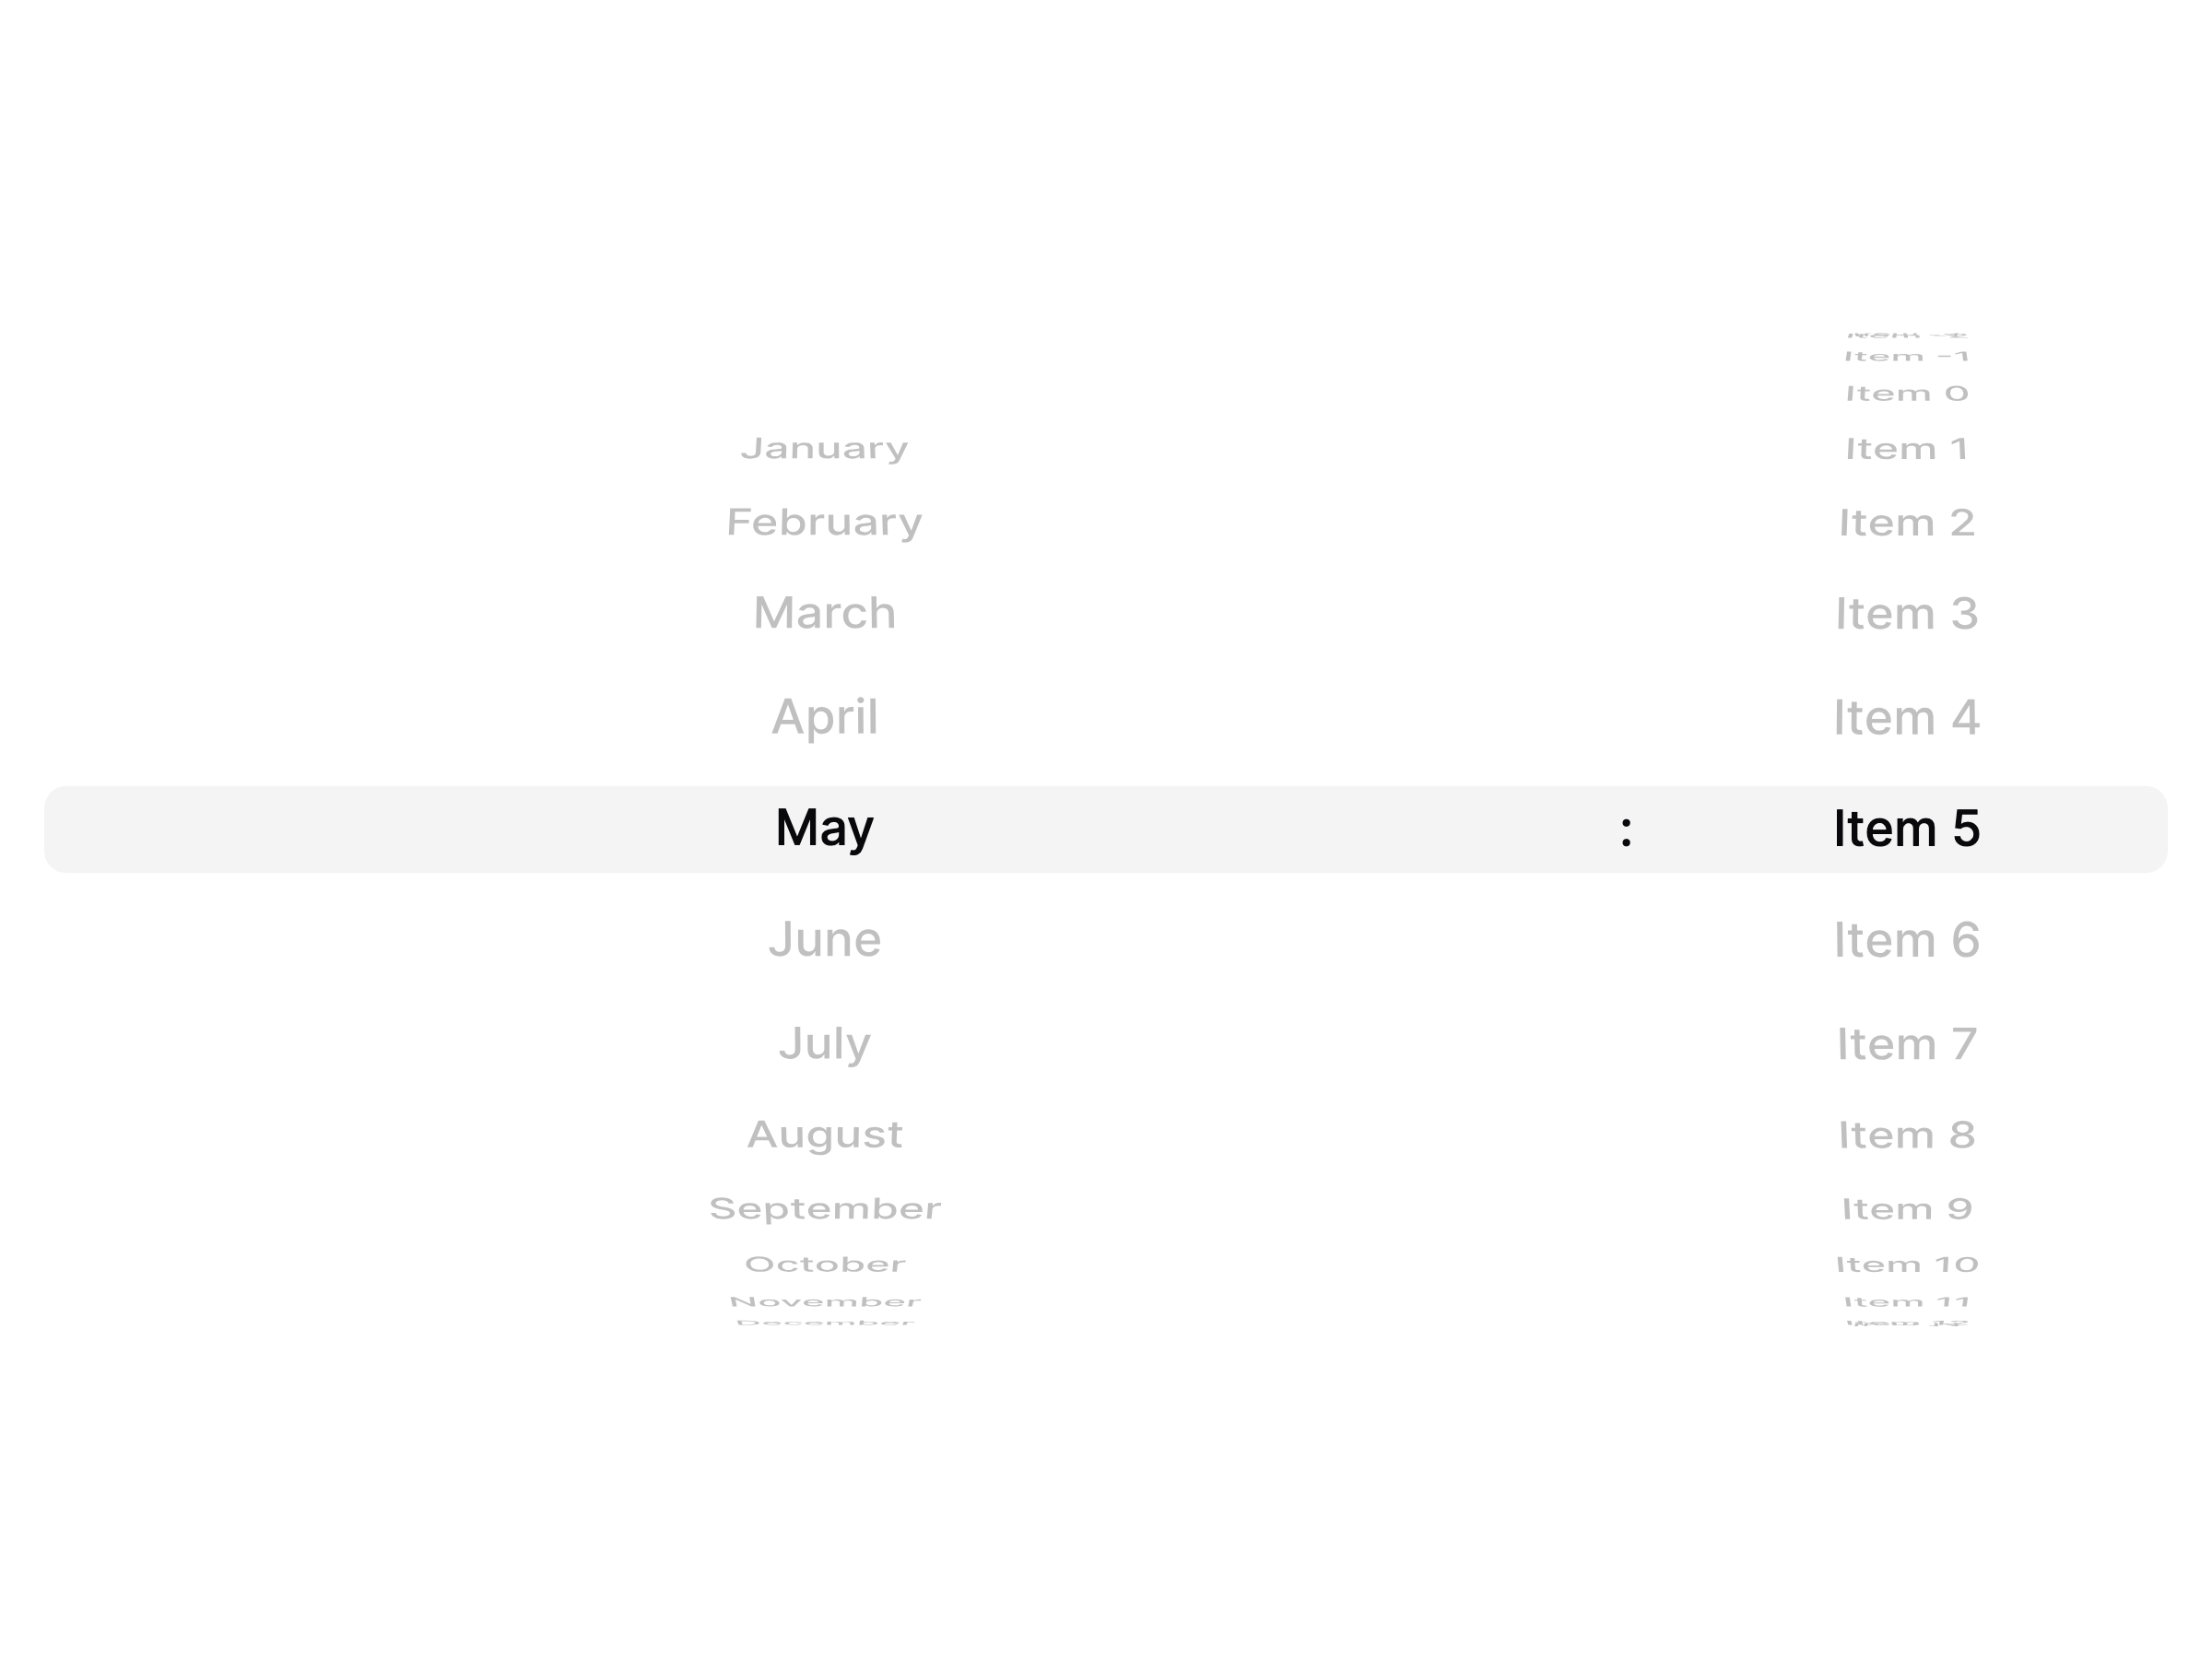 Item -1
Item 0
January Item 1
February Item 2
March Item 3
April Item 4
May : Item 5
June Item 6
July Item 7
August Item 8
September Item 9
October Item 10
November Item 11
December